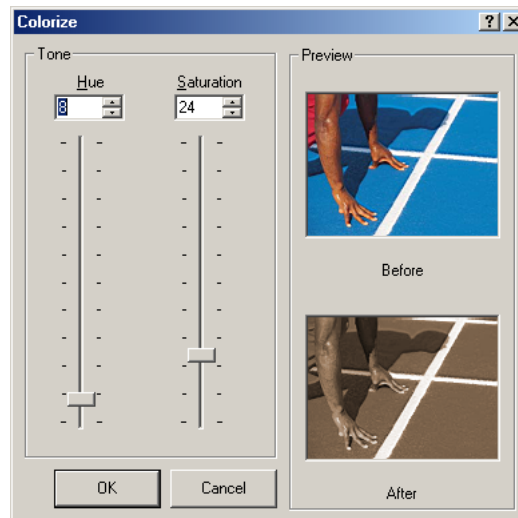 Colorize
Tone
Hue
Saturation
8
24
Preview
Before
After
OK
Cancel